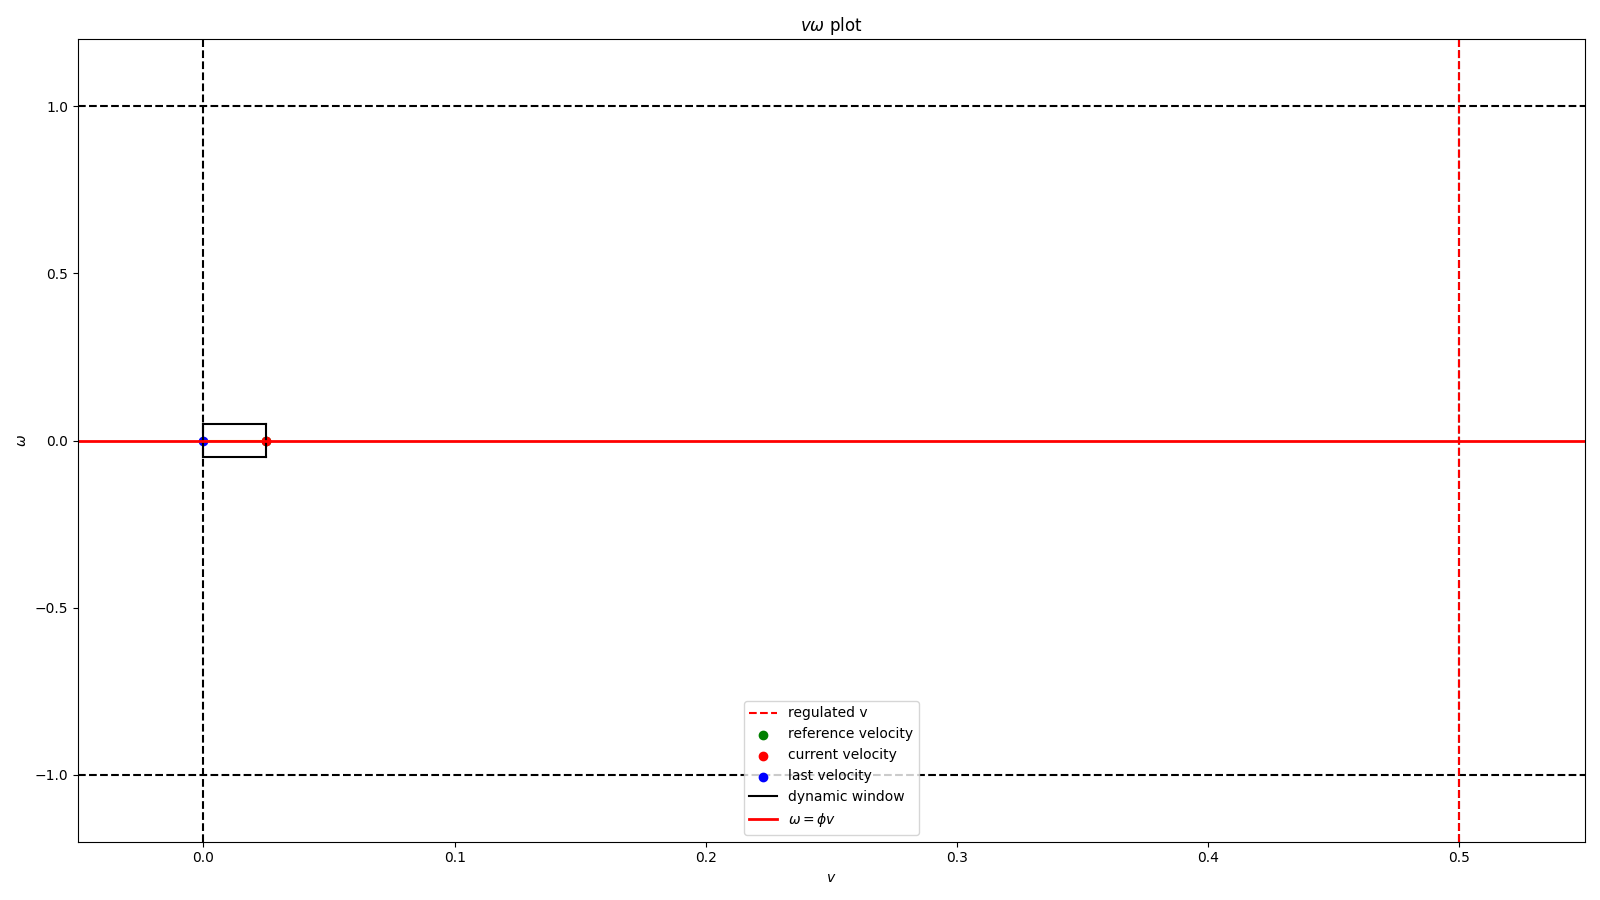 vω plot
1.0
0.5
0.0
−0.5
−1.0
ω
regulated v
reference velocity
current velocity
last velocity
dynamic window
ω = ϕv
0.0 0.1 0.2 0.3 0.4 0.5
v